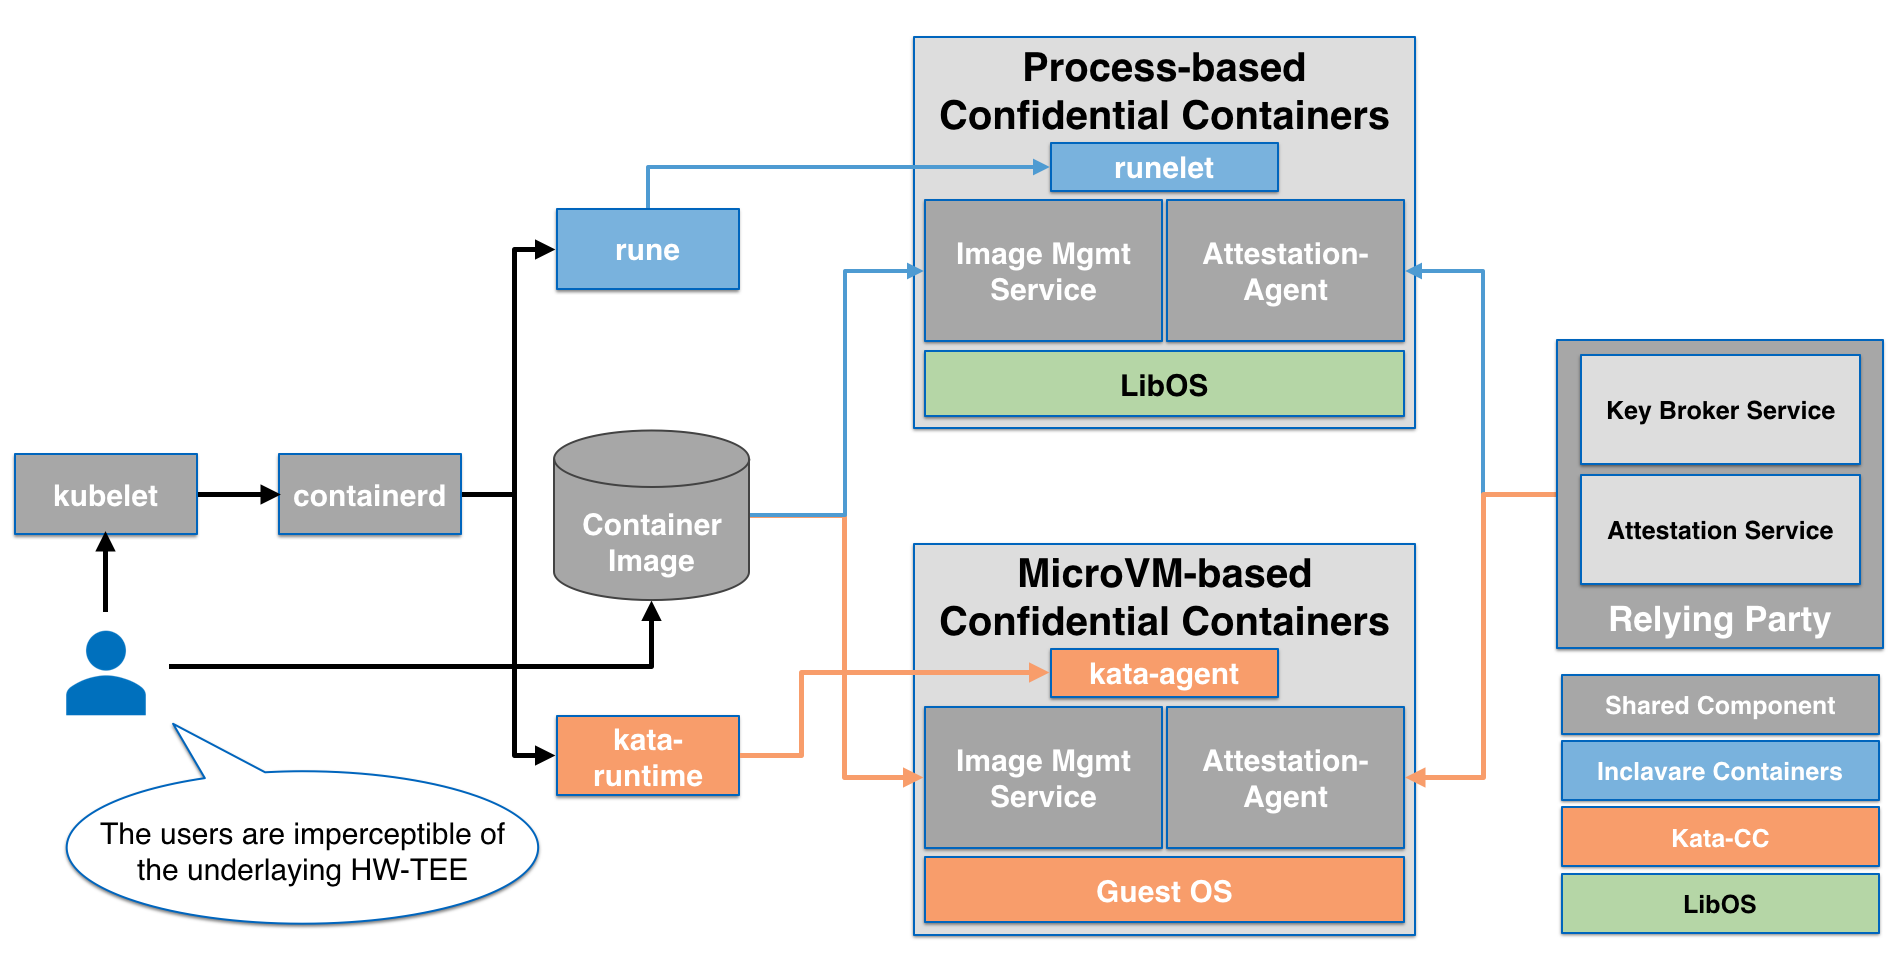 Process-based
Confidential Containers
runelet
rune
Image Mgmt
Service
Attestation-
Agent
LibOS
kubelet
containerd
Container
Image
MicroVM-based
Confidential Containers
kata-agent
kata-
runtime
Image Mgmt
Service
Attestation-
Agent
Guest OS
Key Broker Service
Attestation Service
Relying Party
Shared Component
Inclavare Containers
Kata-CC
LibOS
The users are imperceptible of
the underlaying HW-TEE